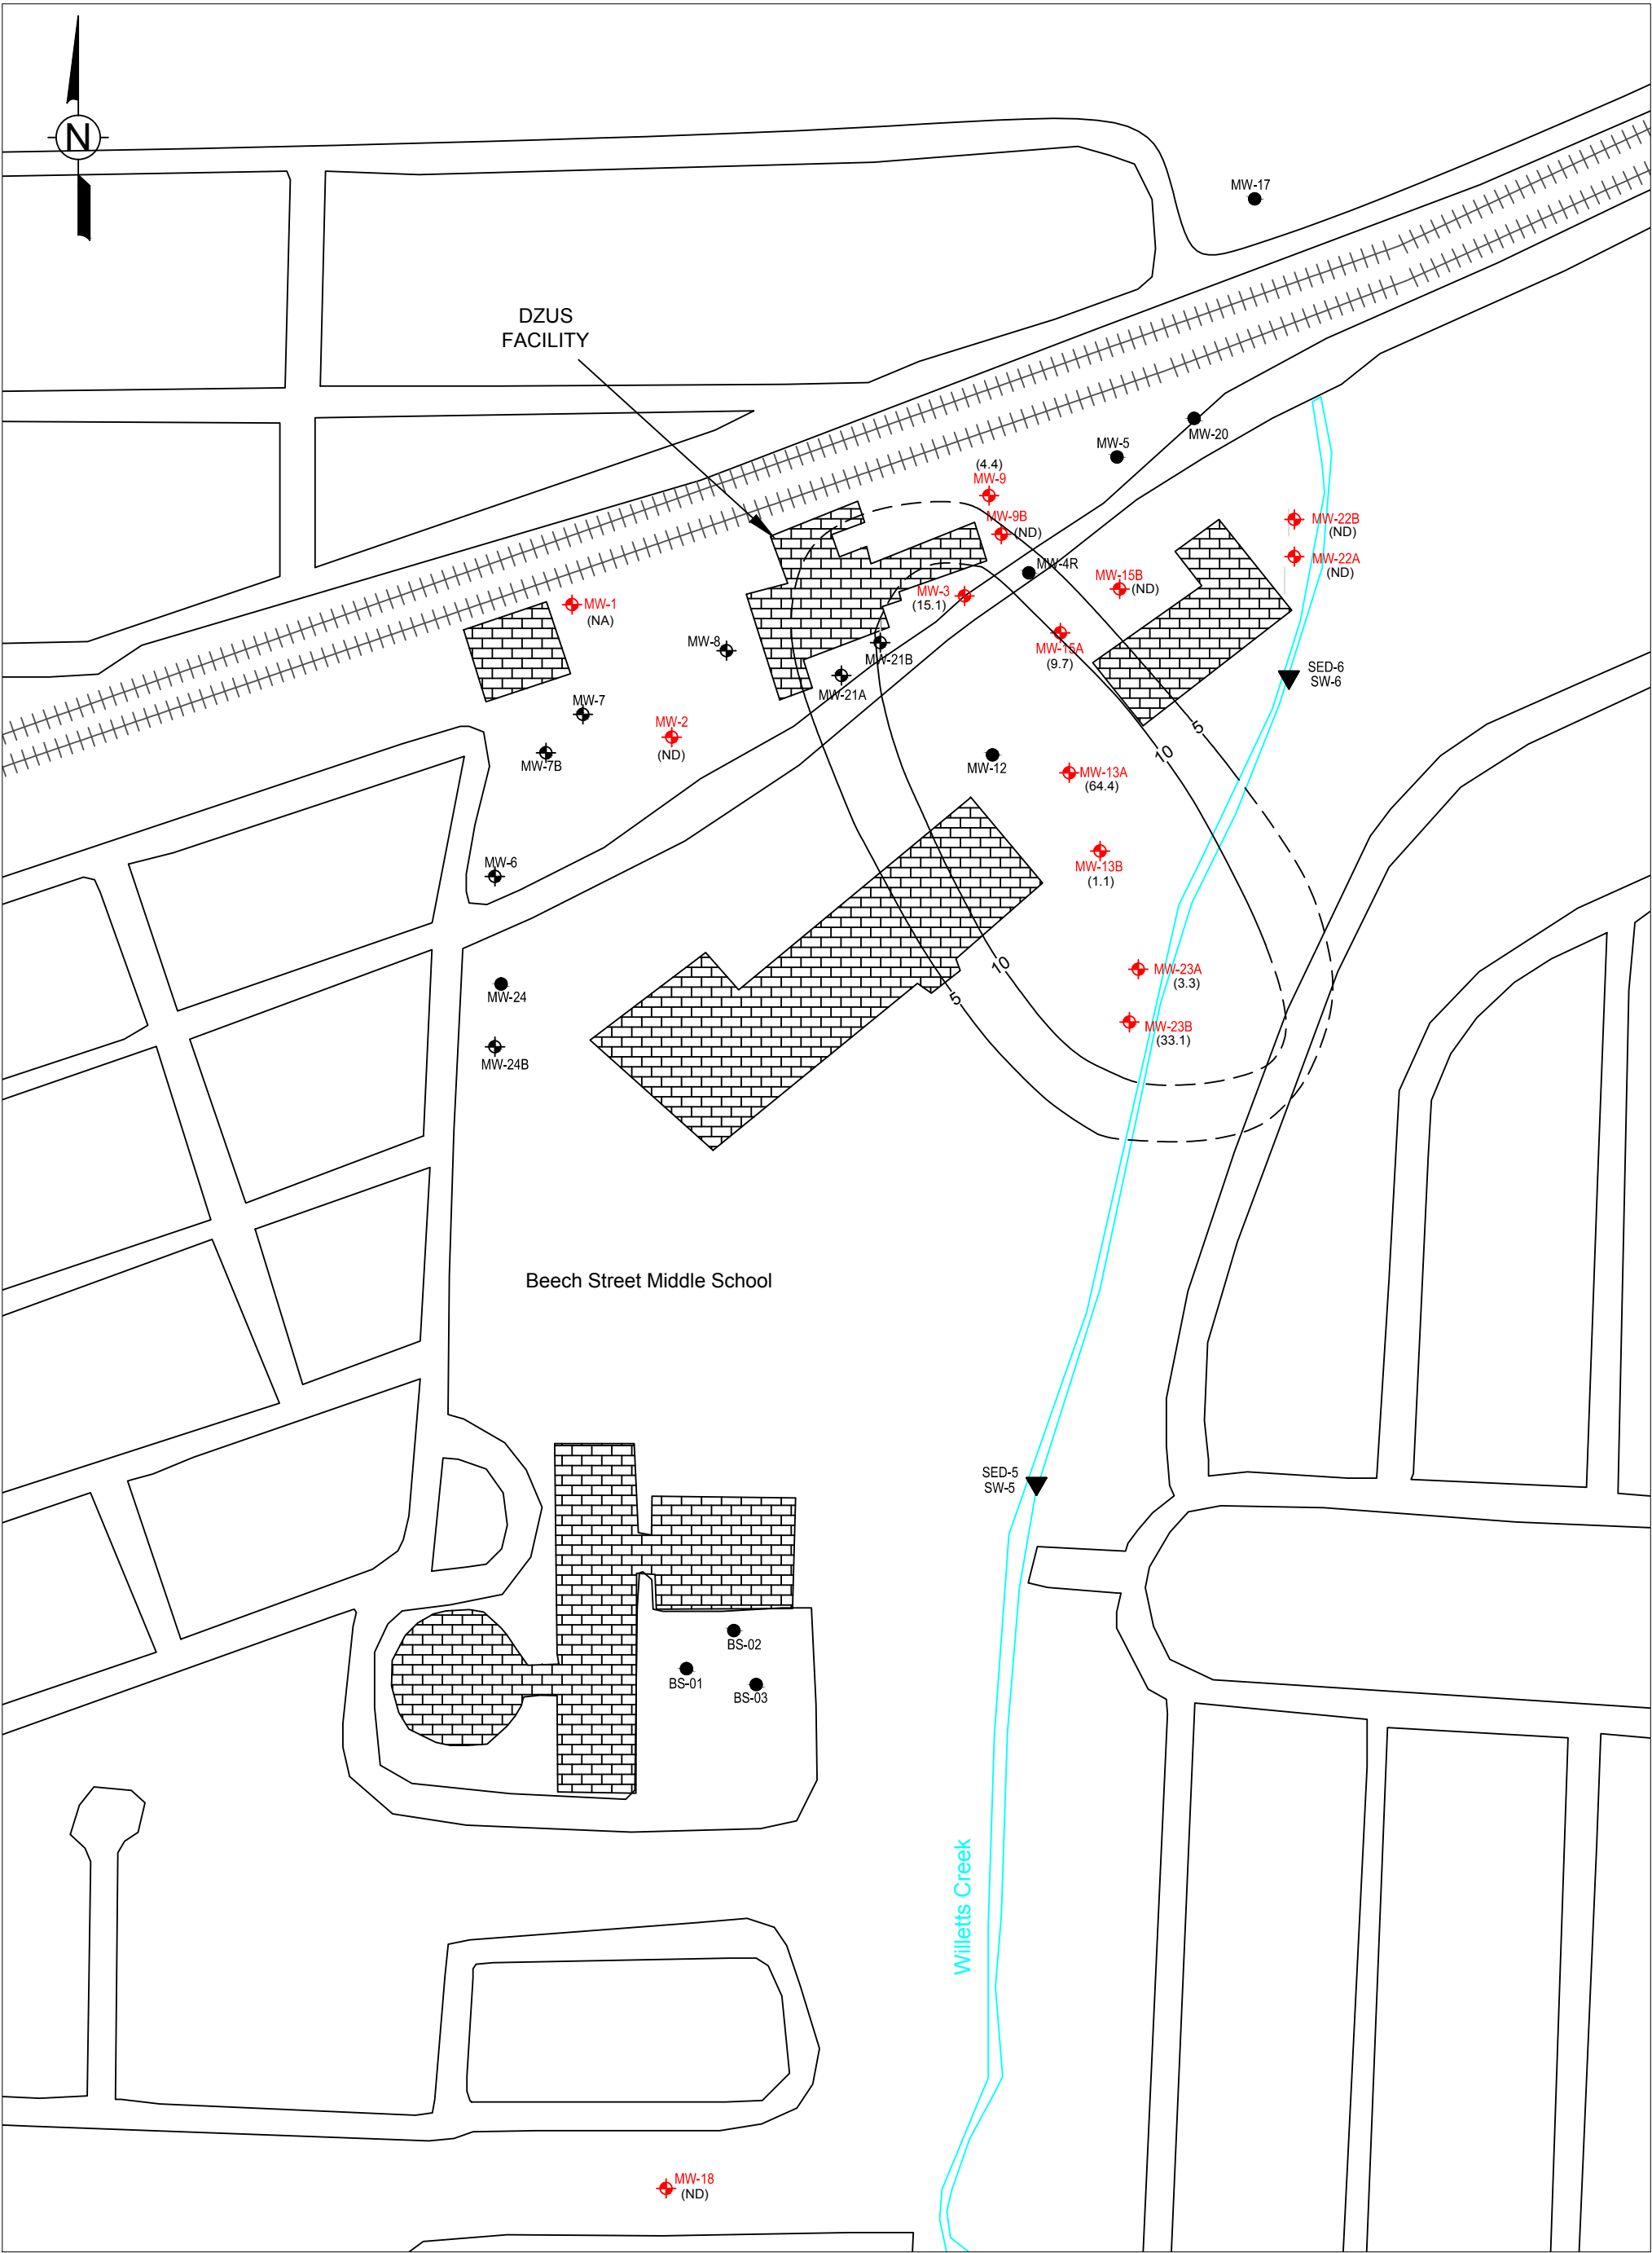 N
MW-17
DZUS
FACILITY
MW-20
MW-5
(4.4)
MW-9
MW-9B
(ND)
MW-22B
(ND)
MW-22A
(ND)
MW-4R
MW-15B
(ND)
MW-3
(15.1)
MW-1
(NA)
MW-15A
(9.7)
MW-8
MW-21B
MW-21A
SED-6
SW-6
MW-7
MW-2
(ND)
MW-7B
5
10
MW-12
MW-13A
(64.4)
MW-13B
(1.1)
MW-6
10
5
MW-23A
(3.3)
MW-24
MW-23B
(33.1)
MW-24B
Beech Street Middle School
SED-5
SW-5
BS-02
BS-01
BS-03
Willetts Creek
MW-18
(ND)